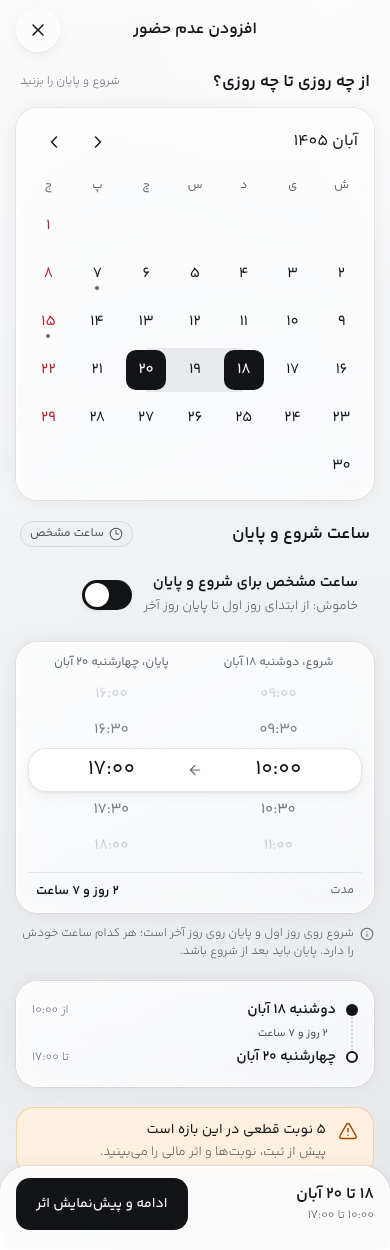 افزودن عدم حضور
از چه روزی تا چه روزی؟ شروع و پایان را بزنید
آبان ۱۴۰۵
ش ی د س چ پ ج
۱
۲ ۳ ۴ ۵ ۶ ۷ ۸
۹ ۱۰ ۱۱ ۱۲ ۱۳ ۱۴ ۱۵
۱۶ ۱۷ ۱۸ ۱۹ ۲۰ ۲۱ ۲۲
۲۳ ۲۴ ۲۵ ۲۶ ۲۷ ۲۸ ۲۹
۳۰
ساعت شروع و پایان ساعت مشخص
ساعت مشخص برای شروع و پایان
خاموش: از ابتدای روز اول تا پایان روز آخر
شروع، دوشنبه ۱۸ آبان پایان، چهارشنبه ۲۰ آبان
۰۹:۰۰ ۱۶:۰۰
۰۹:۳۰ ۱۶:۳۰
۱۰:۰۰ ← ۱۷:۰۰
۱۰:۳۰ ۱۷:۳۰
۱۱:۰۰ ۱۸:۰۰
مدت ۲ روز و ۷ ساعت
شروع روی روز اول و پایان روی روز آخر است؛ هر کدام ساعت خودش
را دارد. پایان باید بعد از شروع باشد.
دوشنبه ۱۸ آبان از ۱۰:۰۰
۲ روز و ۷ ساعت
چهارشنبه ۲۰ آبان تا ۱۷:۰۰
۵ نوبت قطعی در این بازه است
پیش از ثبت، نوبت‌ها و اثر مالی را می‌بینید.
۱۸ تا ۲۰ آبان
۱۰:۰۰ تا ۱۷:۰۰
ادامه و پیش‌نمایش اثر